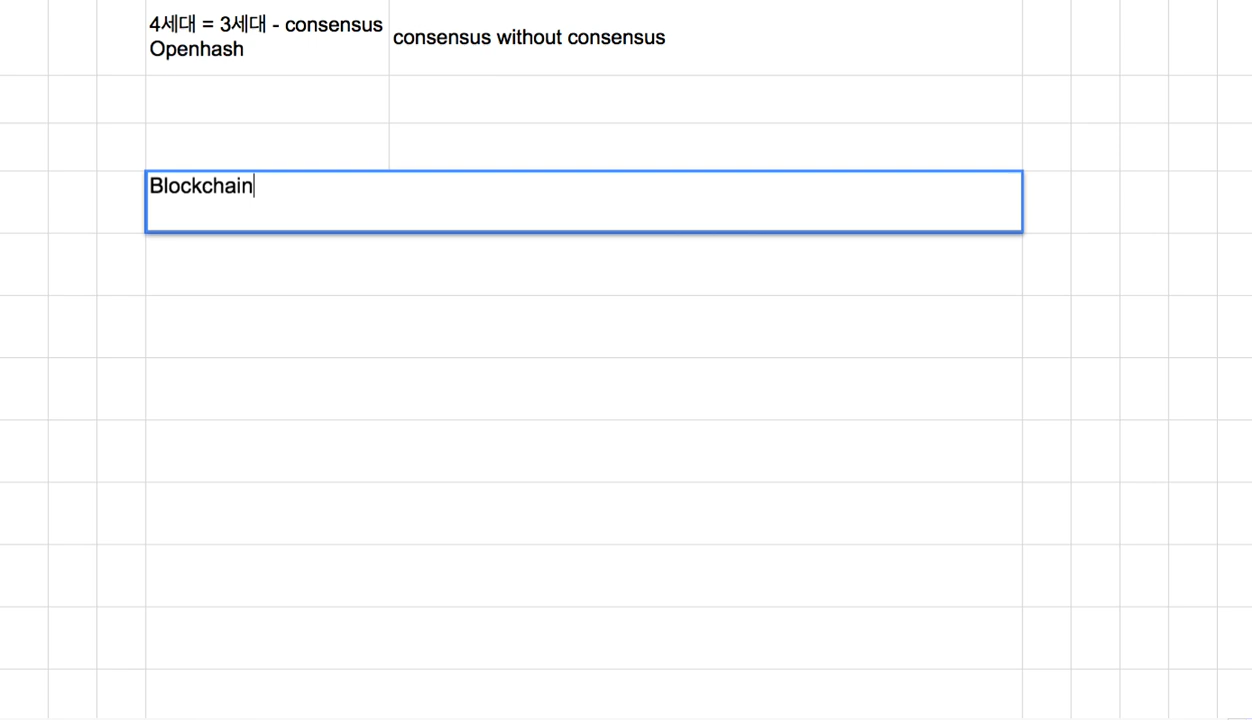 4세대 = 3세대 - consensus
Openhash
consensus without consensus
Blockchain